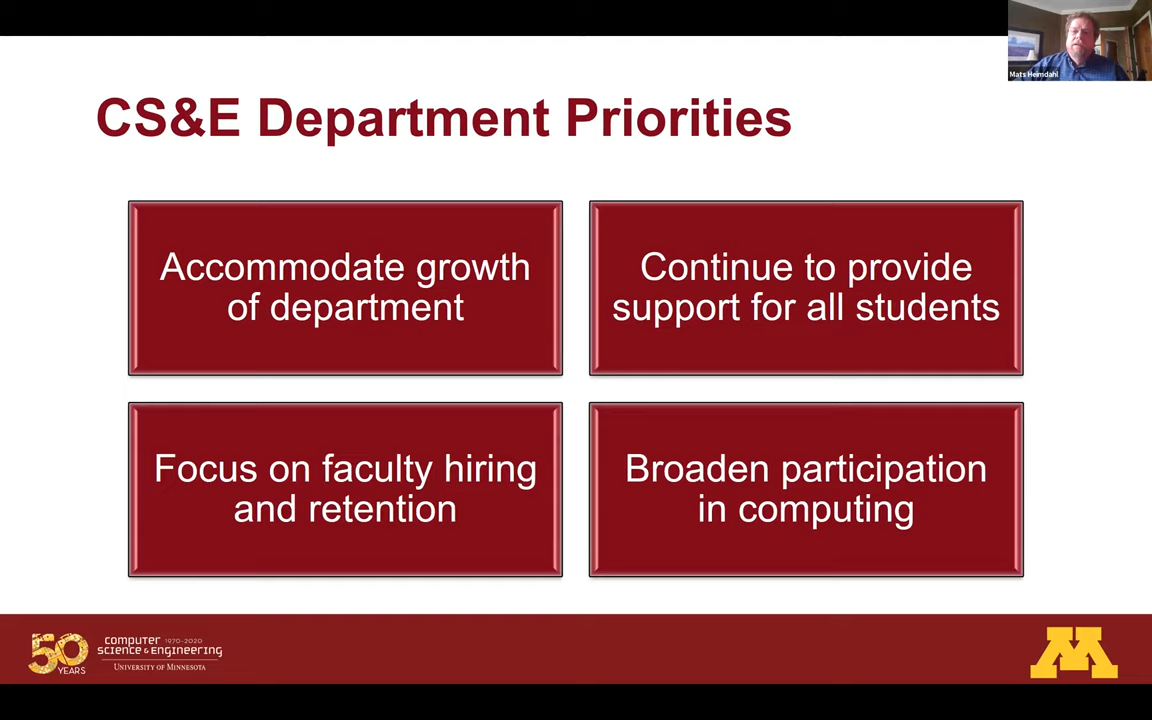 Mats Heimdahl
CS&E Department Priorities
Accommodate growth
of department
Continue to provide
support for all students
Focus on faculty hiring
and retention
Broaden participation
in computing
50
YEARS
computer 1970-2020
science & engineering
UNIVERSITY OF MINNESOTA
M